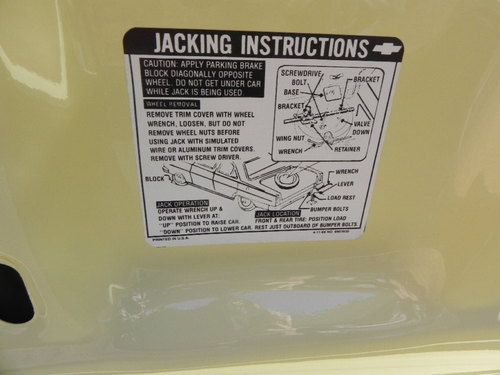 JACKING INSTRUCTIONS
CAUTION: APPLY PARKING BRAKE
BLOCK DIAGONALLY OPPOSITE
WHEEL. DO NOT GET UNDER CAR
WHILE JACK IS BEING USED.
WHEEL REMOVAL
REMOVE TRIM COVER WITH WHEEL
WRENCH, LOOSEN, BUT DO NOT
REMOVE WHEEL NUTS BEFORE
USING JACK WITH SIMULATED
WIRE OR ALUMINUM TRIM COVERS.
REMOVE WITH SCREW DRIVER.
SCREWDRIVE
BOLT
BRACKET
BASE
BRACKET
VALVE
DOWN
WING NUT
WRENCH
RETAINER
BLOCK
WRENCH
LEVER
LOAD REST
BUMPER BOLTS
JACK OPERATION
OPERATE WRENCH UP &
DOWN WITH LEVER AT:
"UP" POSITION TO RAISE CAR.
"DOWN" POSITION TO LOWER CAR.
JACK LOCATION
FRONT & REAR TIRE: POSITION LOAD
REST JUST OUTBOARD OF BUMPER BOLTS.
PRINTED IN U.S.A.